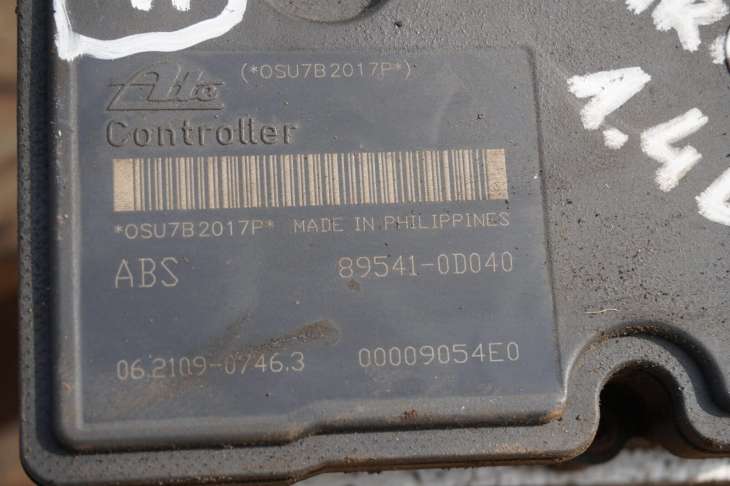 (*OSU7B2017P*)
Ate
Controller
*OSU7B2017P* MADE IN PHILIPPINES
ABS 89541-0D040
06.2109-0746.3 00009054E0